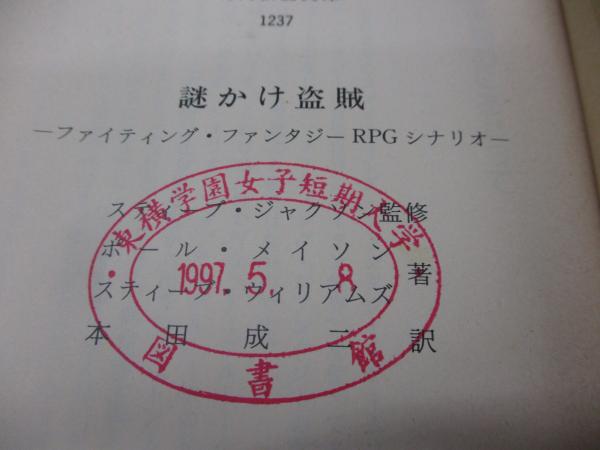 1237
謎かけ盗賊
―ファイティング・ファンタジーRPGシナリオ―
スティーブ・ジャクソン監修
ポール・メイソン
スティーブ・ウィリアムズ 著
本田成二 訳
東横学園女子短期大学
1997. 5. 8
図書館